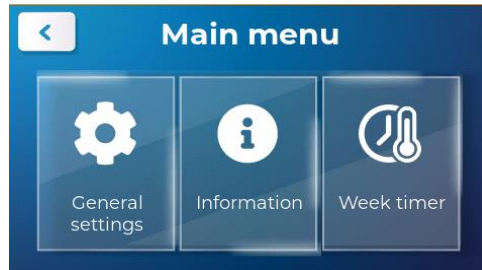 Main menu
General
settings
Information
Week timer